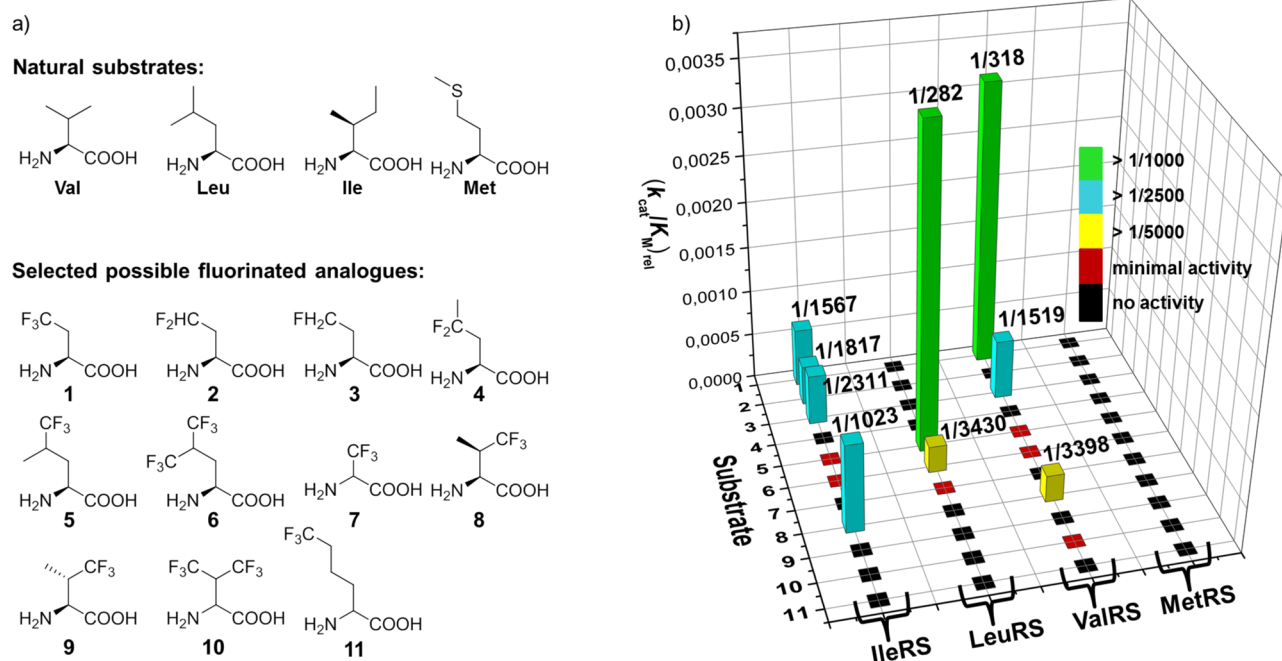 a)
Natural substrates:
H₂N COOH
Val
H₂N COOH
Leu
H₂N COOH
Ile
S
H₂N COOH
Met
Selected possible fluorinated analogues:
F₃C
H₂N COOH
1
F₂HC
H₂N COOH
2
FH₂C
H₂N COOH
3
F₂C
H₂N COOH
4
CF₃
H₂N COOH
5
CF₃
F₃C
H₂N COOH
6
CF₃
H₂N COOH
7
CF₃
H₂N COOH
8
CF₃
H₂N COOH
9
F₃C CF₃
H₂N COOH
10
F₃C
H₂N COOH
11
b)
(kcat/KM)rel
0,0035
0,0030
0,0025
0,0020
0,0015
0,0010
0,0005
0,0000
1/318
1/282
1/1567
1/1817
1/2311
1/1023
1/3430
1/1519
1/3398
> 1/1000
> 1/2500
> 1/5000
minimal activity
no activity
Substrate
1
2
3
4
5
6
7
8
9
10
11
IleRS
LeuRS
ValRS
MetRS